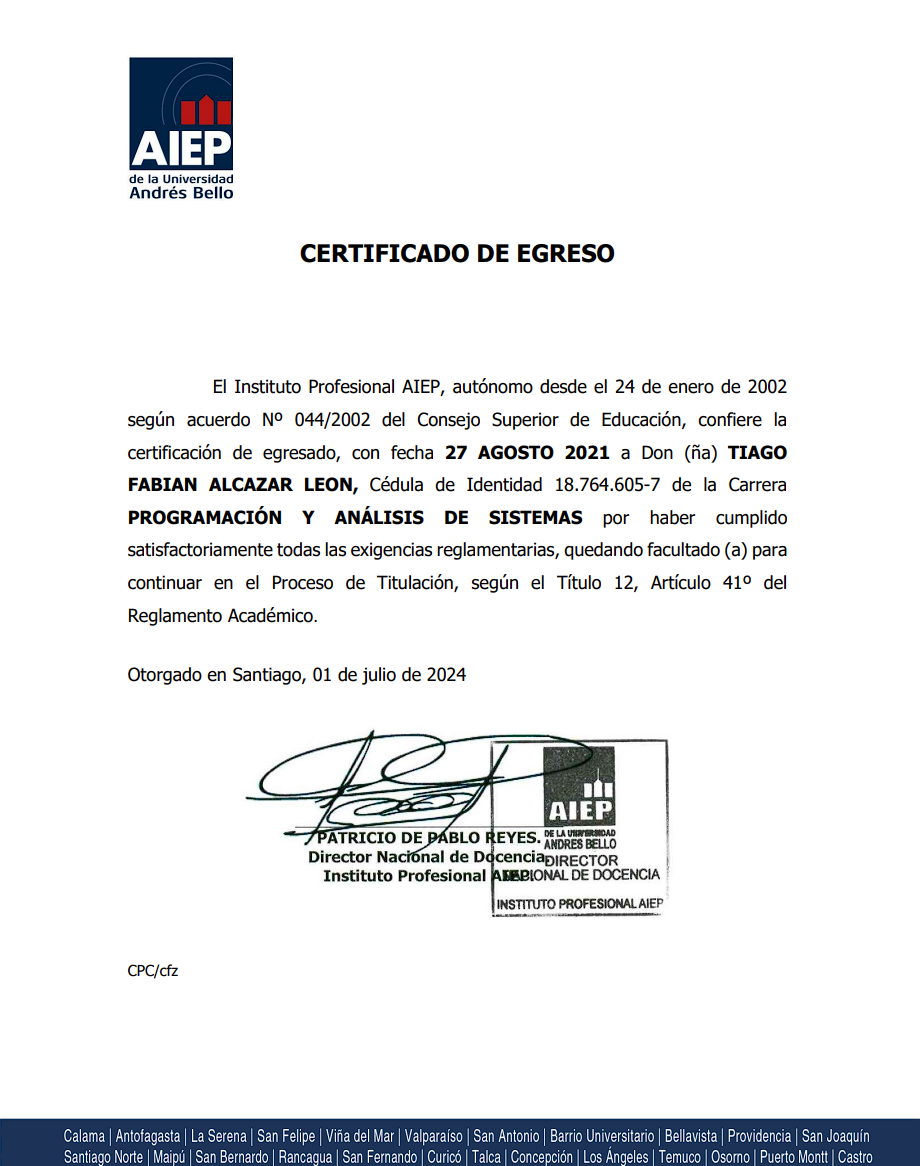 AIEP
de la Universidad
Andrés Bello
CERTIFICADO DE EGRESO
El Instituto Profesional AIEP, autónomo desde el 24 de enero de 2002
según acuerdo Nº 044/2002 del Consejo Superior de Educación, confiere la
certificación de egresado, con fecha 27 AGOSTO 2021 a Don (ña) TIAGO
FABIAN ALCAZAR LEON, Cédula de Identidad 18.764.605-7 de la Carrera
PROGRAMACIÓN Y ANÁLISIS DE SISTEMAS por haber cumplido
satisfactoriamente todas las exigencias reglamentarias, quedando facultado (a) para
continuar en el Proceso de Titulación, según el Título 12, Artículo 41º del
Reglamento Académico.
Otorgado en Santiago, 01 de julio de 2024
PATRICIO DE PABLO REYES.
Director Nacional de Docencia
Instituto Profesional AIEP.
AIEP
DE LA UNIVERSIDAD
ANDRES BELLO
DIRECTOR
DE DOCENCIA
INSTITUTO PROFESIONAL AIEP
CPC/cfz
Calama | Antofagasta | La Serena | San Felipe | Viña del Mar | Valparaíso | San Antonio | Barrio Universitario | Bellavista | Providencia | San Joaquín
Santiago Norte | Maipú | San Bernardo | Rancagua | San Fernando | Curicó | Talca | Concepción | Los Ángeles | Temuco | Osorno | Puerto Montt | Castro